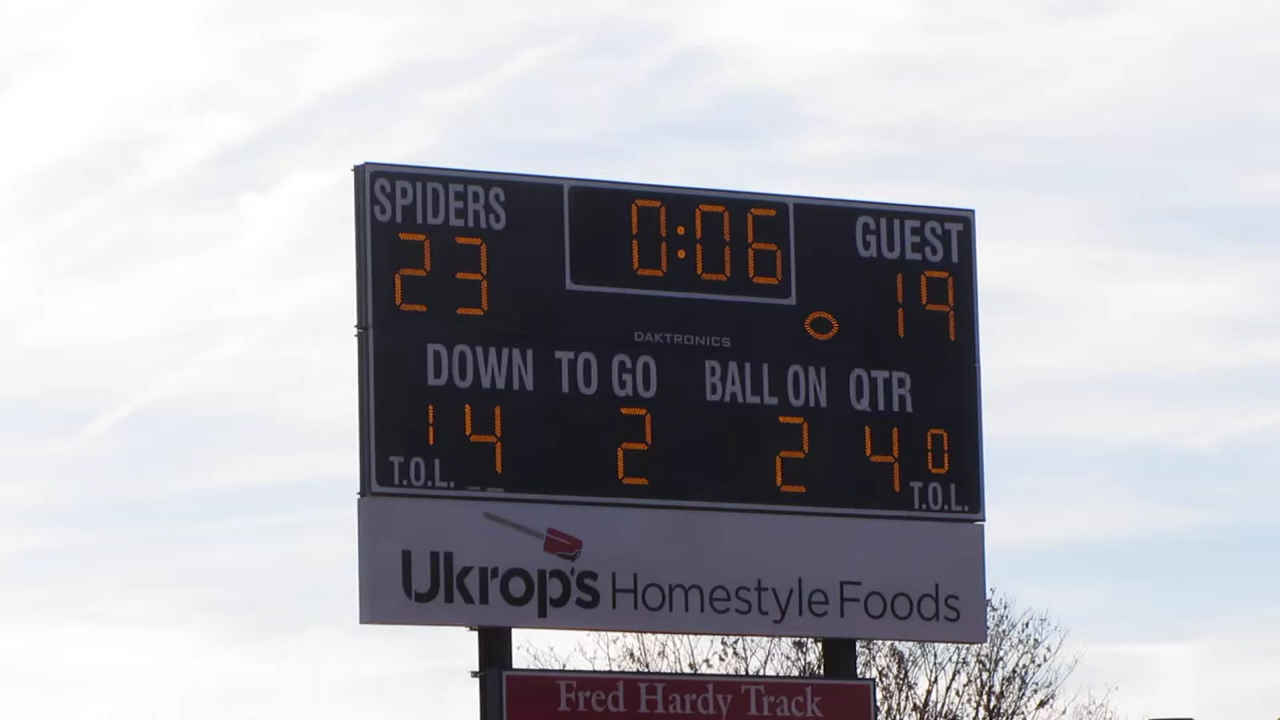 SPIDERS 0:06 GUEST
23 19
DAKTRONICS
DOWN TO GO BALL ON QTR
1 4 2 2 4 0
T.O.L. T.O.L.
Ukrop's Homestyle Foods
Fred Hardy Track